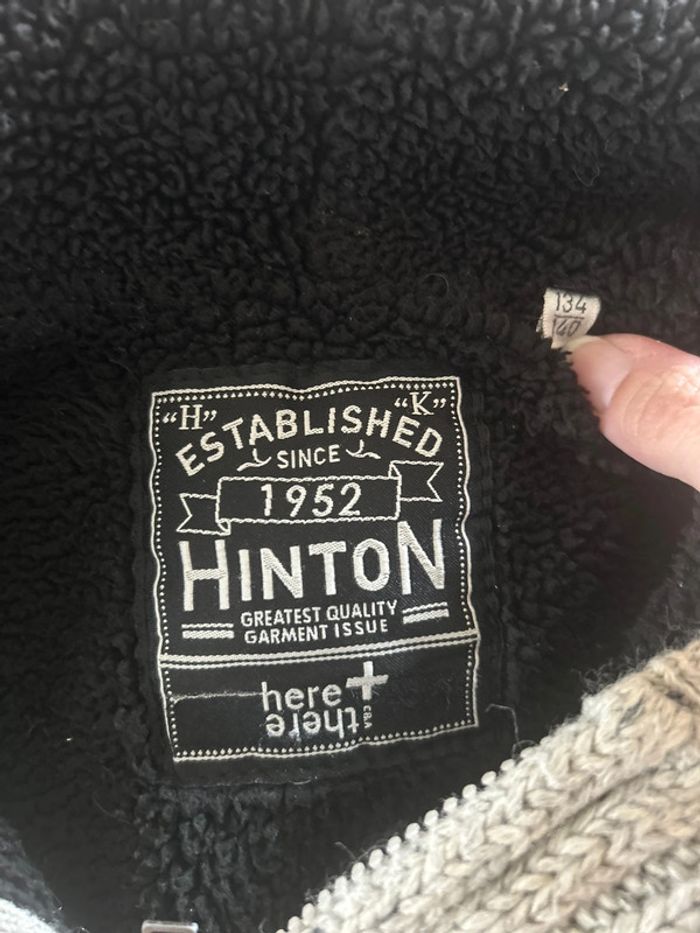 134
140
“H” “K”
ESTABLISHED
SINCE
1952
HINTON
GREATEST QUALITY
GARMENT ISSUE
here+
there
C&A